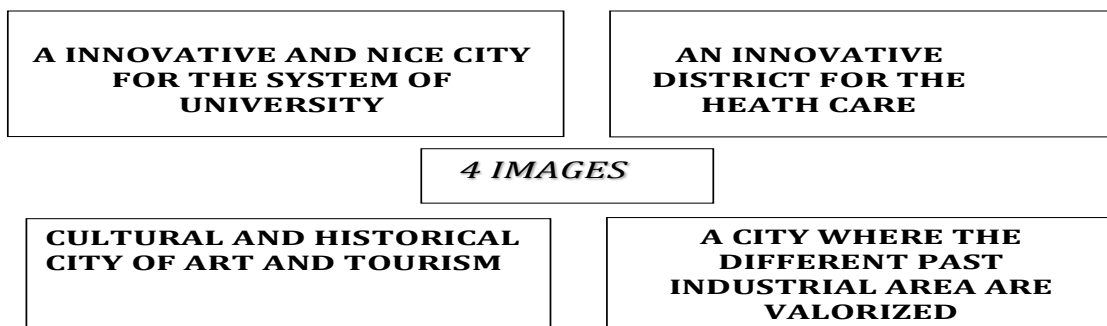 A INNOVATIVE AND NICE CITY
FOR THE SYSTEM OF
UNIVERSITY
AN INNOVATIVE
DISTRICT FOR THE
HEATH CARE
4 IMAGES
CULTURAL AND HISTORICAL
CITY OF ART AND TOURISM
A CITY WHERE THE
DIFFERENT PAST
INDUSTRIAL AREA ARE
VALORIZED